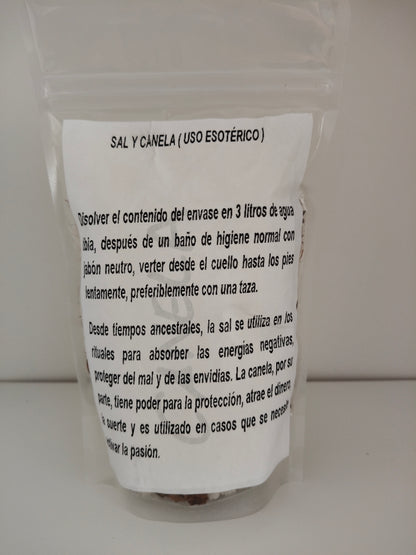 SAL Y CANELA ( USO ESOTÉRICO )
Disolver el contenido del envase en 3 litros de agua
tibia, después de un baño de higiene normal con
jabón neutro, verter desde el cuello hasta los pies
lentamente, preferiblemente con una taza.
Desde tiempos ancestrales, la sal se utiliza en los
rituales para absorber las energías negativas,
proteger del mal y de las envidias. La canela, por su
parte, tiene poder para la protección, atrae el dinero,
la suerte y es utilizado en casos que se necesite
activar la pasión.